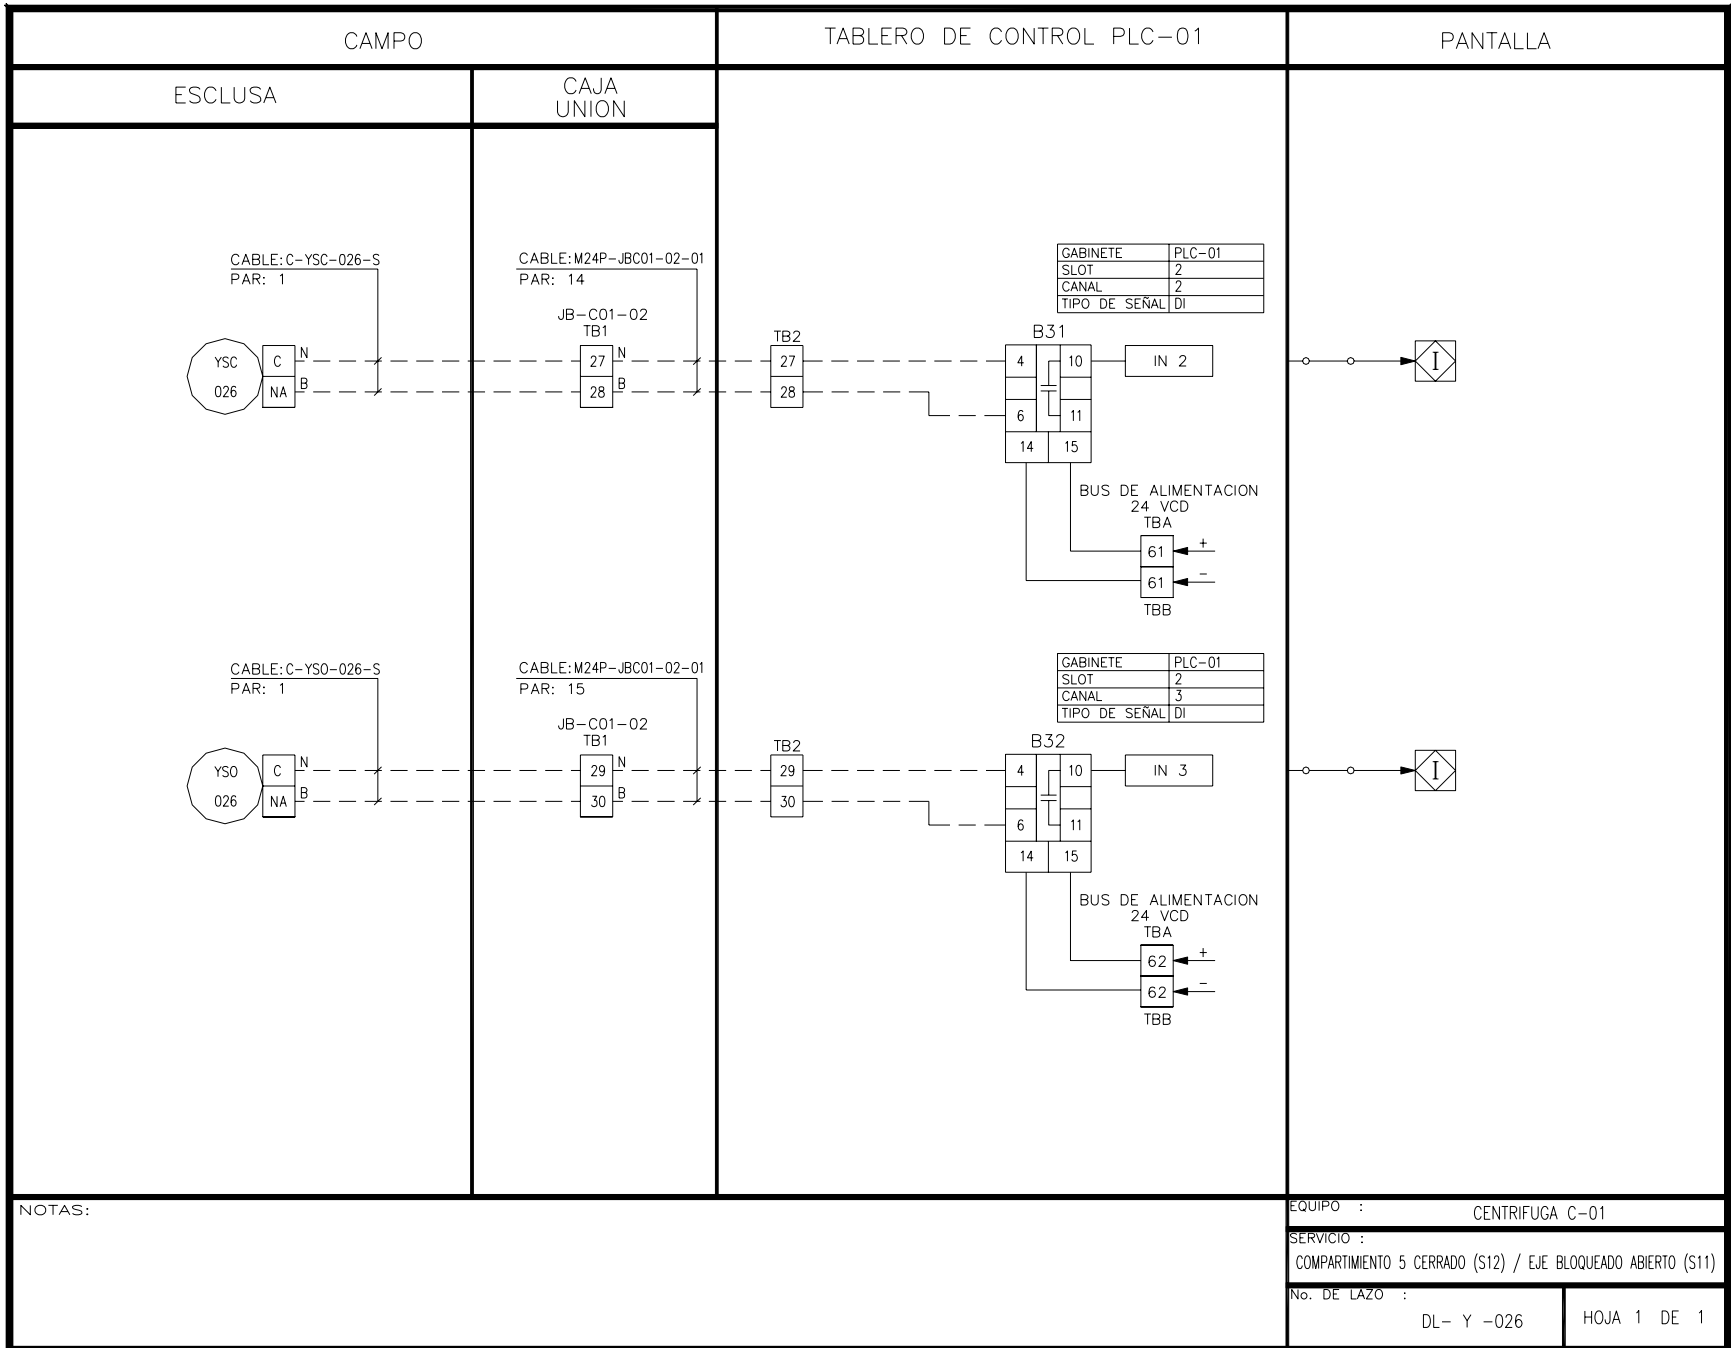 CAMPO
TABLERO DE CONTROL PLC-01
PANTALLA
ESCLUSA
CAJA
UNION
CABLE: C-YSC-026-S
PAR: 1
CABLE: M24P-JBC01-02-01
PAR: 14
GABINETE PLC-01
SLOT 2
CANAL 2
TIPO DE SEÑAL DI
JB-C01-02
TB1
TB2
B31
YSC
026
C N
NA B
27 N
28 B
27
28
4 10
6 11
14 15
IN 2
I
BUS DE ALIMENTACION
24 VCD
TBA
61 +
61 -
TBB
CABLE: C-YSO-026-S
PAR: 1
CABLE: M24P-JBC01-02-01
PAR: 15
GABINETE PLC-01
SLOT 2
CANAL 3
TIPO DE SEÑAL DI
JB-C01-02
TB1
TB2
B32
YSO
026
C N
NA B
29 N
30 B
29
30
4 10
6 11
14 15
IN 3
I
BUS DE ALIMENTACION
24 VCD
TBA
62 +
62 -
TBB
NOTAS:
EQUIPO : CENTRIFUGA C-01
SERVICIO :
COMPARTIMIENTO 5 CERRADO (S12) / EJE BLOQUEADO ABIERTO (S11)
No. DE LAZO :
DL- Y -026
HOJA 1 DE 1